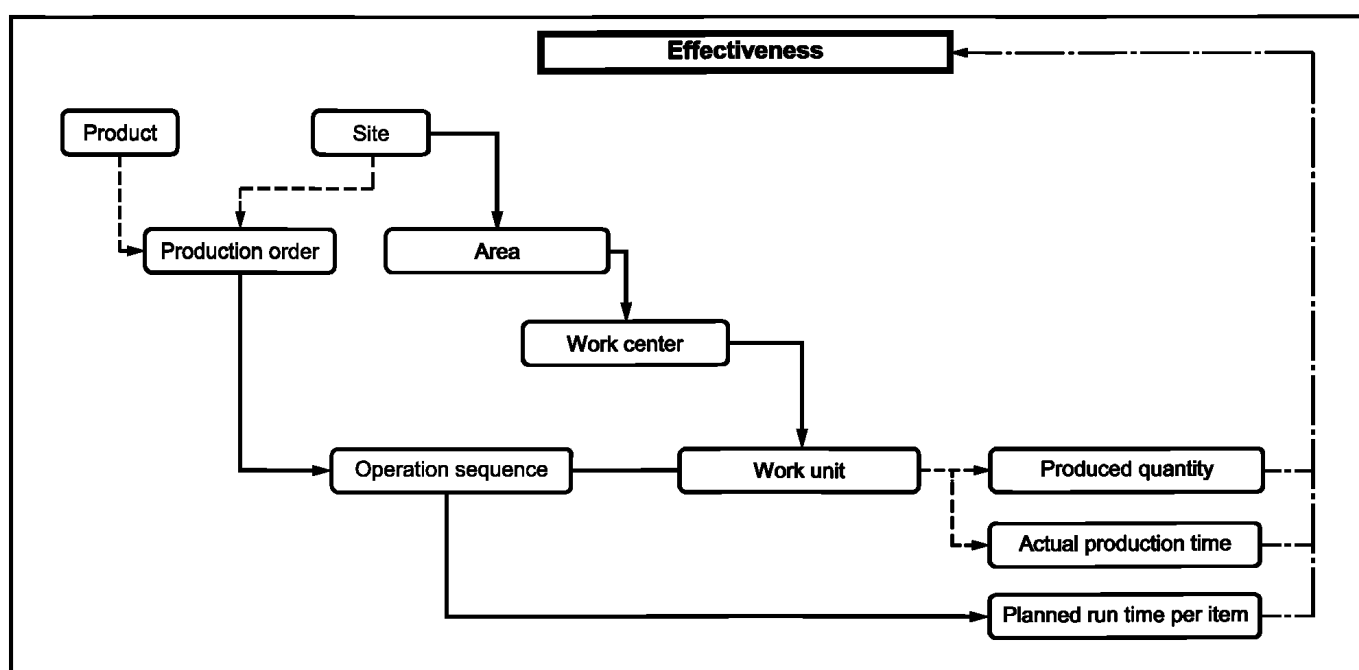 Effectiveness
Product
Site
Production order
Area
Work center
Operation sequence
Work unit
Produced quantity
Actual production time
Planned run time per item